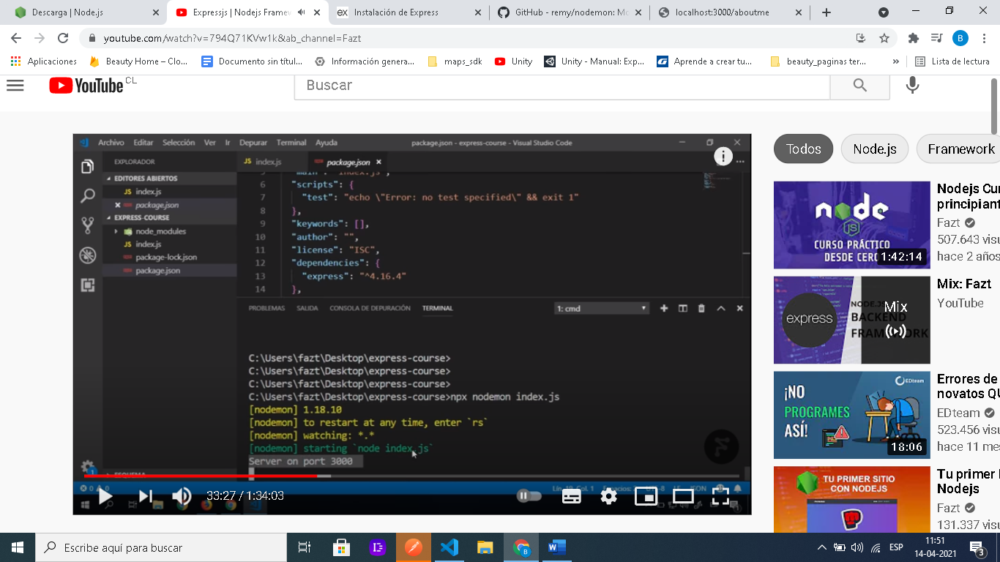 Descarga | Node.js
Expressjs | Nodejs Framew
Instalación de Express
GitHub - remy/nodemon: Mo
localhost:3000/aboutme
youtube.com/watch?v=794Q71KVw1k&ab_channel=Fazt
B
Aplicaciones
Beauty Home – Clo...
Documento sin títul...
Información genera...
maps_sdk
Unity
Unity - Manual: Exp...
Aprende a crear tu...
beauty_paginas ter...
»
Lista de lectura
YouTube CL
Buscar
Archivo Editar Selección Ver Ir Depurar Terminal Ayuda
package.json - express-course - Visual Studio Code
EXPLORADOR
JS index.js
package.json
EDITORES ABIERTOS
JS index.js
package.json
EXPRESS-COURSE
node_modules
JS index.js
package-lock.json
package.json
ESQUEMA
5 "main": "index.js",
6 "scripts": {
7 "test": "echo \"Error: no test specified\" && exit 1"
8 },
9 "keywords": [],
10 "author": "",
11 "license": "ISC",
12 "dependencies": {
13 "express": "^4.16.4"
14 },
PROBLEMAS SALIDA CONSOLA DE DEPURACIÓN TERMINAL
1: cmd
C:\Users\fazt\Desktop\express-course>
C:\Users\fazt\Desktop\express-course>
C:\Users\fazt\Desktop\express-course>
C:\Users\fazt\Desktop\express-course>npx nodemon index.js
[nodemon] 1.18.10
[nodemon] to restart at any time, enter `rs`
[nodemon] watching: *.*
[nodemon] starting `node index.js`
Server on port 3000
33:27 / 1:34:03
Todos
Node.js
Framework
node
JS
CURSO PRÁCTICO
DESDE CERO
1:42:14
Nodejs Cur
principiant
Fazt
507.643 visu
hace 2 años
express
NODE.JS
BACKEND
FRAMEWORK
Mix
Mix: Fazt
YouTube
EDteam
¡NO
PROGRAMES
ASÍ!
18:06
Errores de
novatos QU
EDteam
523.456 visu
hace 11 mes
TU PRIMER SITIO
CON NODEJS
Tu primer
Nodejs
Fazt
131.337 visu
Escribe aquí para buscar
ESP
11:51
14-04-2021
3